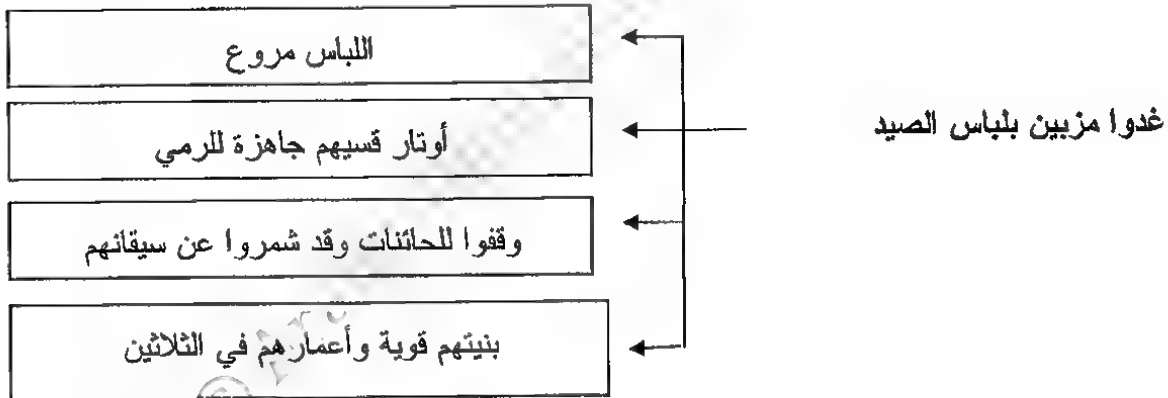 غدوا مزيين بلباس الصيد
اللباس مروع
أوتار قسيهم جاهزة للرمي
وقفوا للحائنات وقد شمروا عن سيقانهم
بنيتهم قوية وأعمارهم في الثلاثين